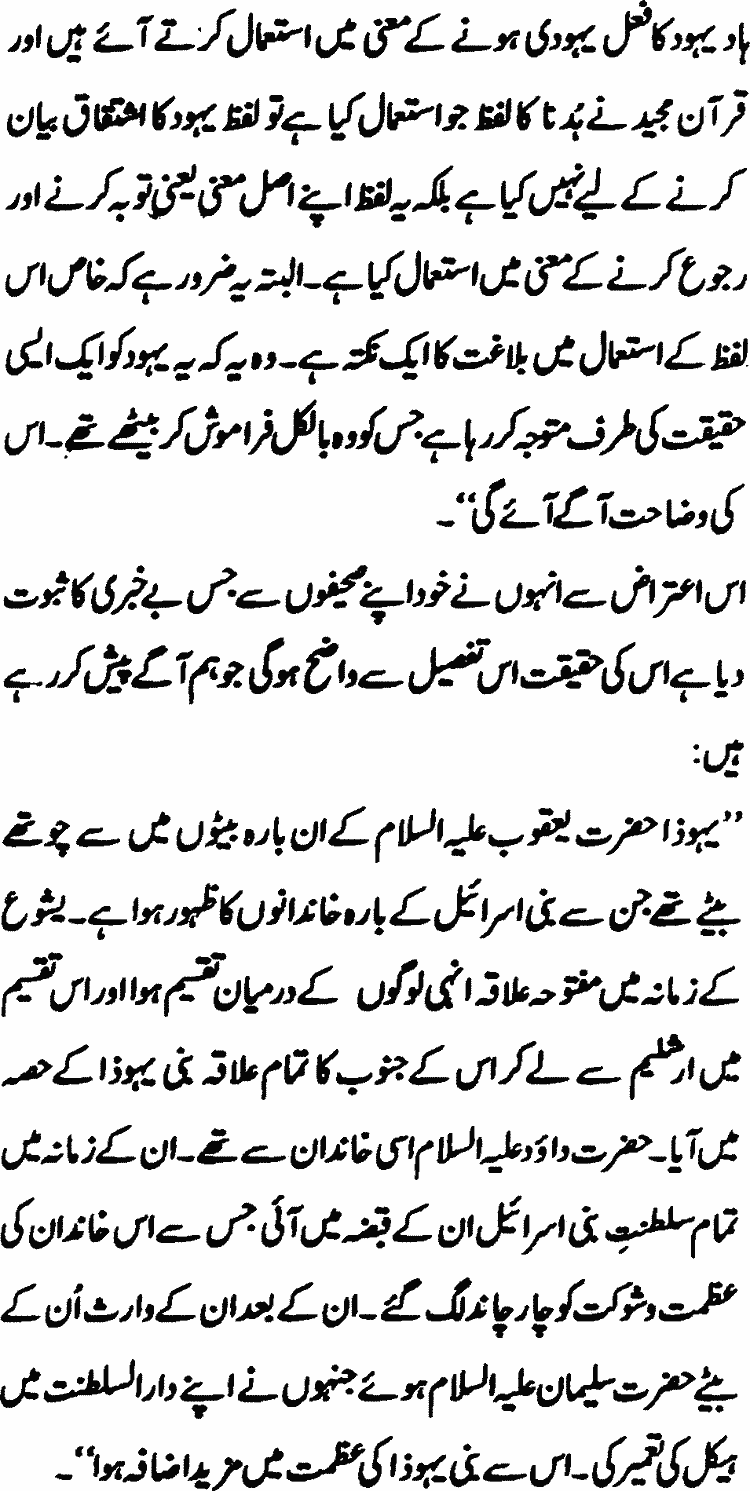 ہاد یہود کا فعل یہودی ہونے کے معنی میں استعمال کرتے آئے ہیں اور
قرآن مجید نے ہُدنا کا لفظ جو استعمال کیا ہے تو لفظ یہود کا اشتقاق بیان
کرنے کے لیے نہیں کیا ہے بلکہ یہ لفظ اپنے اصل معنی یعنی توبہ کرنے اور
رجوع کرنے کے معنی میں استعمال کیا ہے۔ البتہ یہ ضرور ہے کہ خاص اس
لفظ کے استعمال میں بلاغت کا ایک نکتہ ہے۔ وہ یہ کہ یہ یہود کو ایک ایسی
حقیقت کی طرف متوجہ کر رہا ہے جس کو وہ بالکل فراموش کر بیٹھے تھے۔ اس
کی وضاحت آگے آئے گی‘‘۔
اس اعتراض سے انہوں نے خود اپنے صحیفوں سے جس بے خبری کا ثبوت
دیا ہے اس کی حقیقت اس تفصیل سے واضح ہوگی جو ہم آگے پیش کر رہے
ہیں:
’’یہوذا حضرت یعقوب علیہ السلام کے ان بارہ بیٹوں میں سے چوتھے
بیٹے تھے جن سے بنی اسرائیل کے بارہ خاندانوں کا ظہور ہوا ہے۔ یشوع
کے زمانہ میں مفتوحہ علاقہ انہی لوگوں کے درمیان تقسیم ہوا اور اس تقسیم
میں ارشلیم سے لے کر اس کے جنوب کا تمام علاقہ بنی یہوذا کے حصہ
میں آیا۔ حضرت داؤد علیہ السلام اسی خاندان سے تھے۔ ان کے زمانہ میں
تمام سلطنتِ بنی اسرائیل ان کے قبضہ میں آئی جس سے اس خاندان کی
عظمت و شوکت کو چار چاند لگ گئے۔ ان کے بعد ان کے وارث اُن کے
بیٹے حضرت سلیمان علیہ السلام ہوئے جنہوں نے اپنے دارالسلطنت میں
ہیکل کی تعمیر کی۔ اس سے بنی یہوذا کی عظمت میں مزید اضافہ ہوا‘‘۔